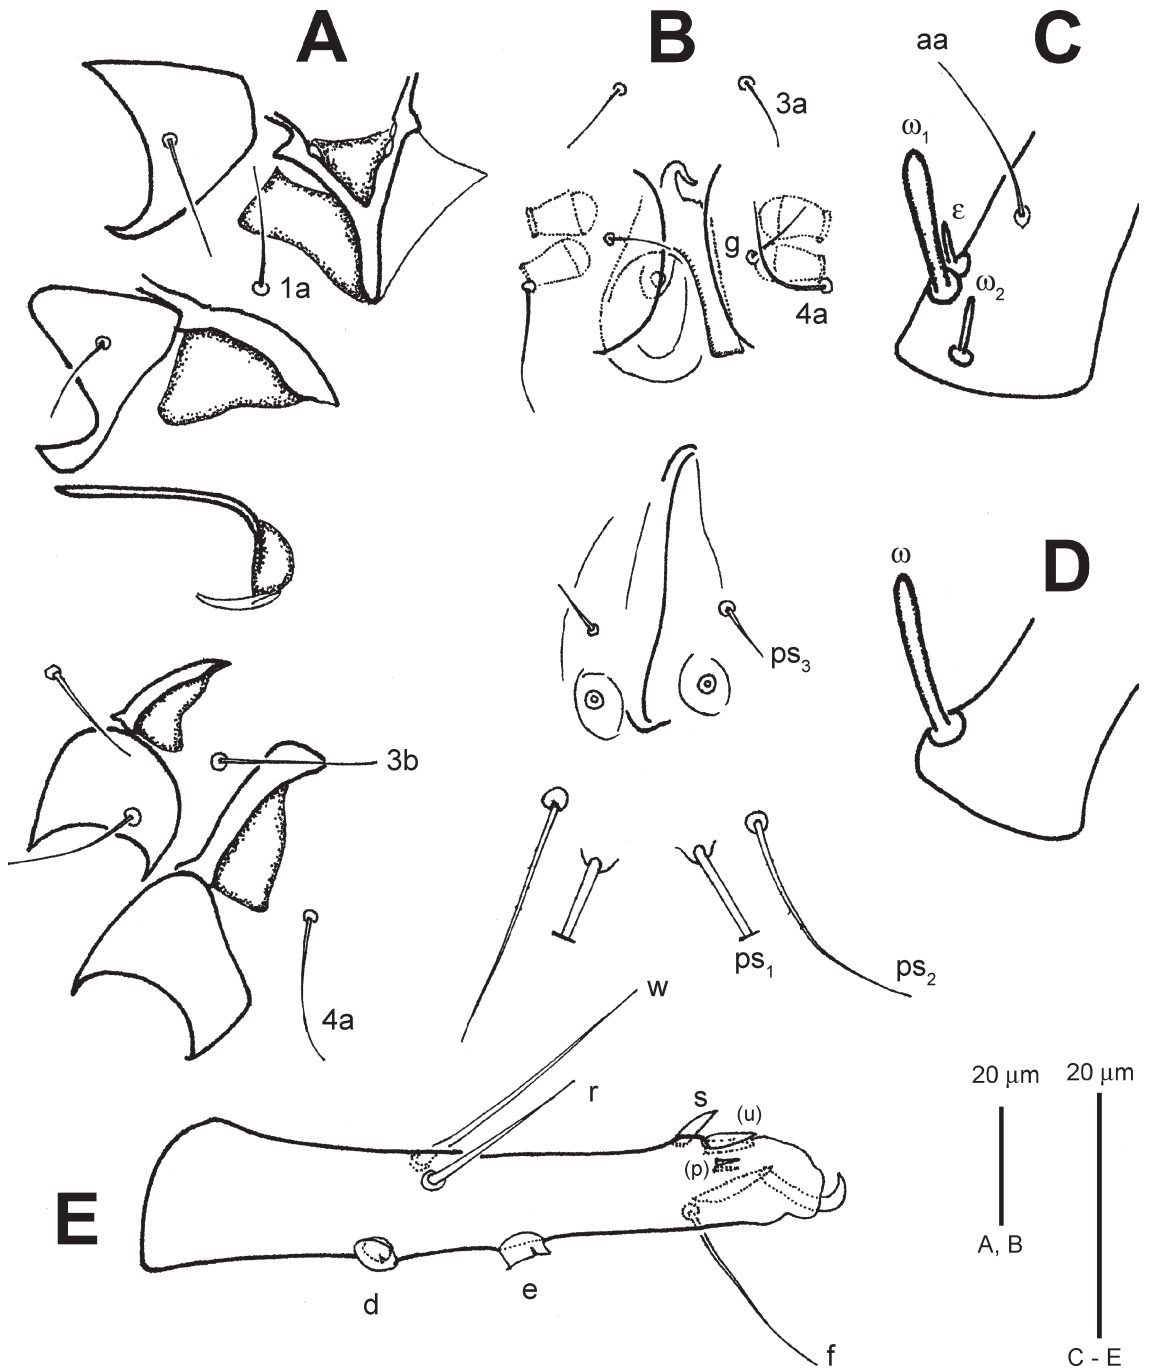 A
B
C
aa
3a
ω1
ε
g
1a
ω2
4a
D
ω
ps3
3b
ps1
ps2
4a
w
r
s
(u)
(p)
20 μm
20 μm
E
A, B
d
e
f
C - E